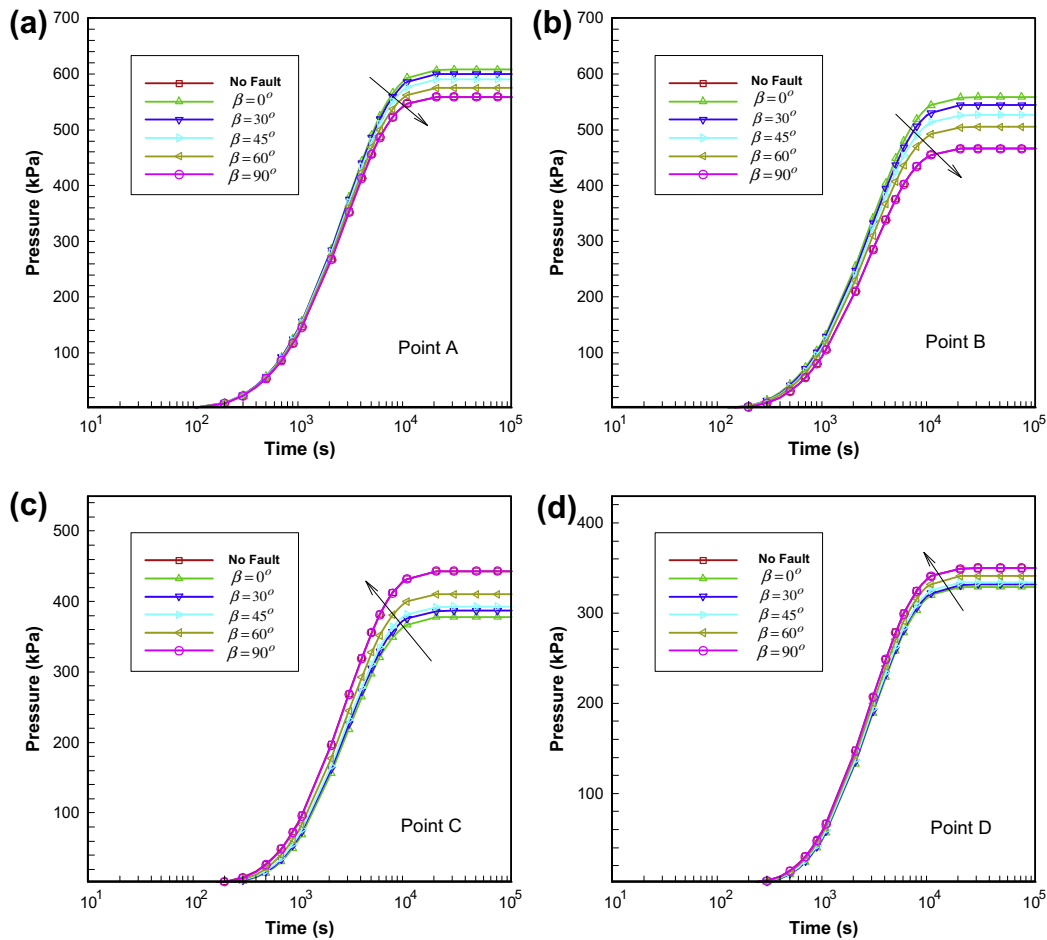 (a)
700
600
500
400
300
200
100
Pressure (kPa)
No Fault
β=0°
β=30°
β=45°
β=60°
β=90°
Point A
10¹ 10² 10³ 10⁴ 10⁵
Time (s)
(b)
700
600
500
400
300
200
100
Pressure (kPa)
No Fault
β=0°
β=30°
β=45°
β=60°
β=90°
Point B
10¹ 10² 10³ 10⁴ 10⁵
Time (s)
(c)
500
400
300
200
100
Pressure (kPa)
No Fault
β=0°
β=30°
β=45°
β=60°
β=90°
Point C
10¹ 10² 10³ 10⁴ 10⁵
Time (s)
(d)
400
300
200
100
Pressure (kPa)
No Fault
β=0°
β=30°
β=45°
β=60°
β=90°
Point D
10¹ 10² 10³ 10⁴ 10⁵
Time (s)